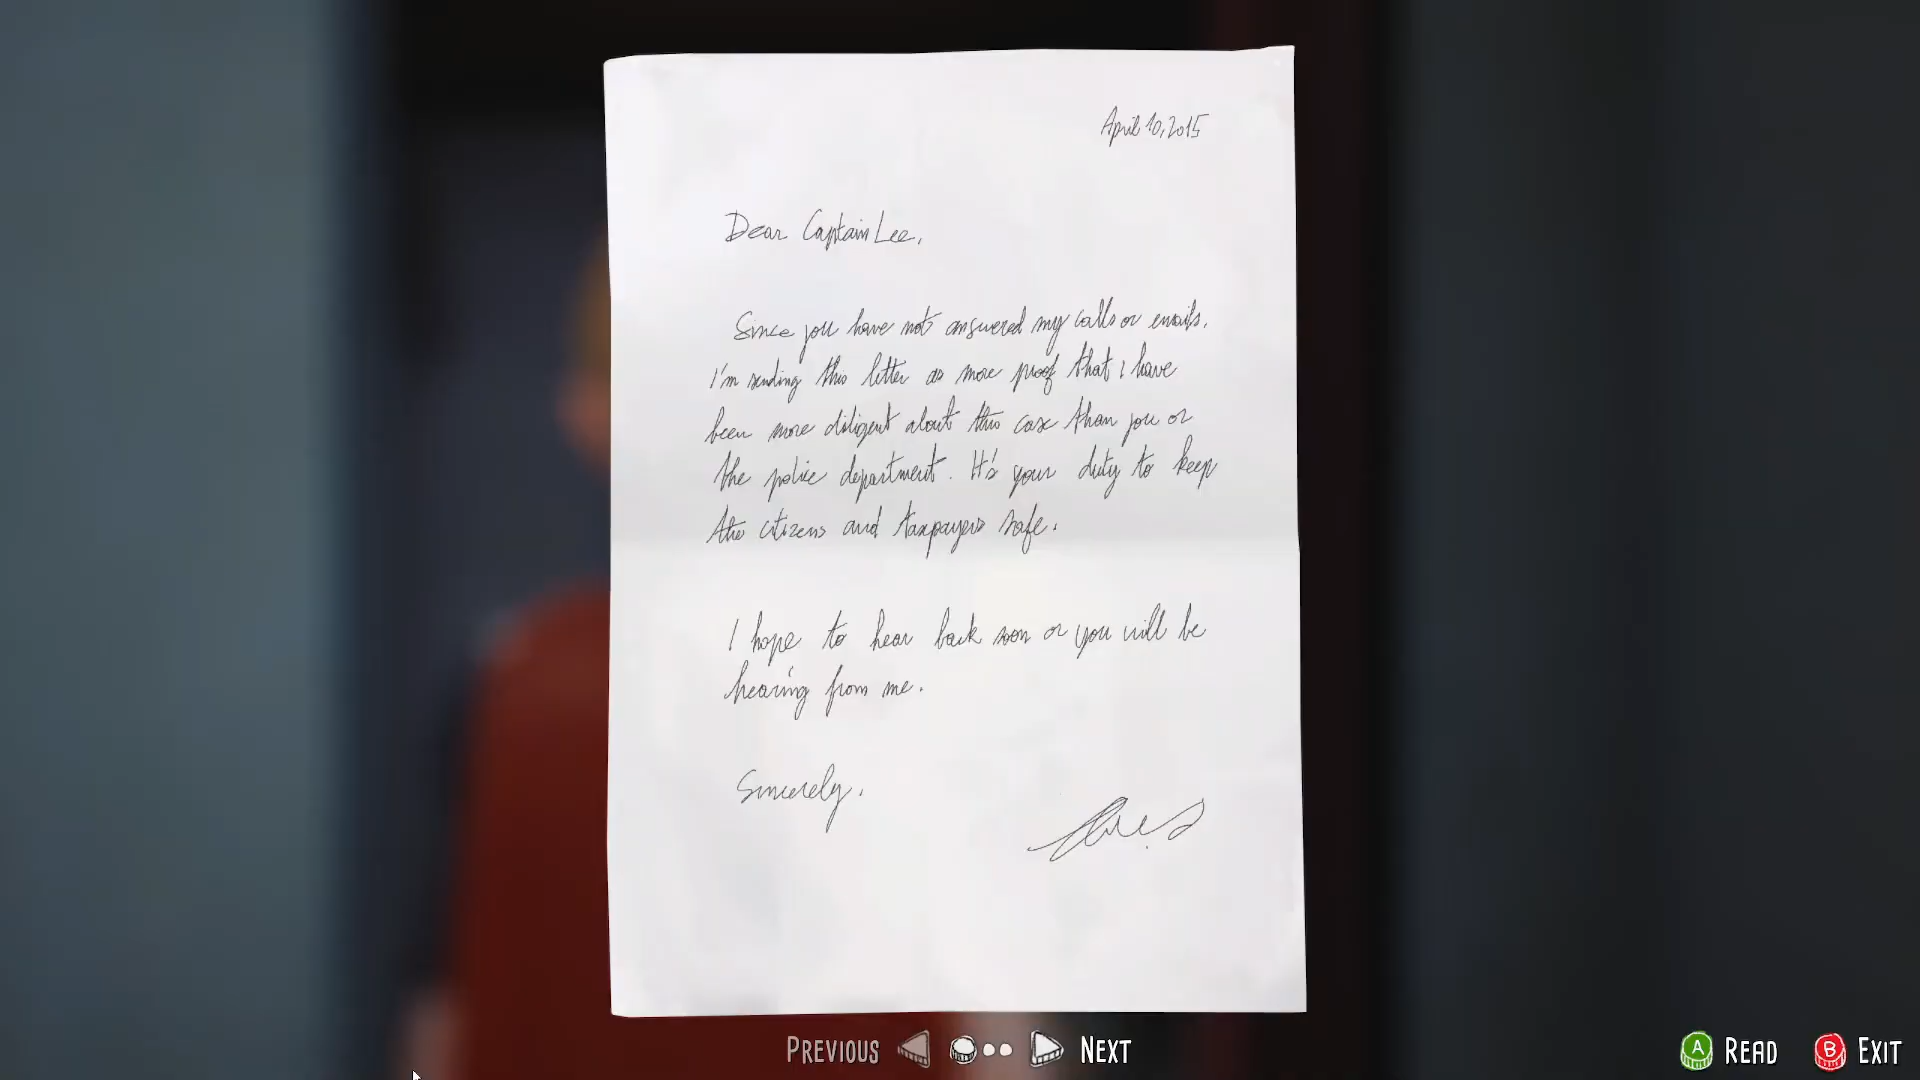 April 10, 2015
Dear Captain Lee,
Since you have not answered my calls or emails,
I'm sending this letter as more proof that I have
been more diligent about this case than you or
the police department. It's your duty to keep
the citizens and taxpayers safe.
I hope to hear back soon or you will be
hearing from me.
Sincerely,
PREVIOUS NEXT
A READ B EXIT